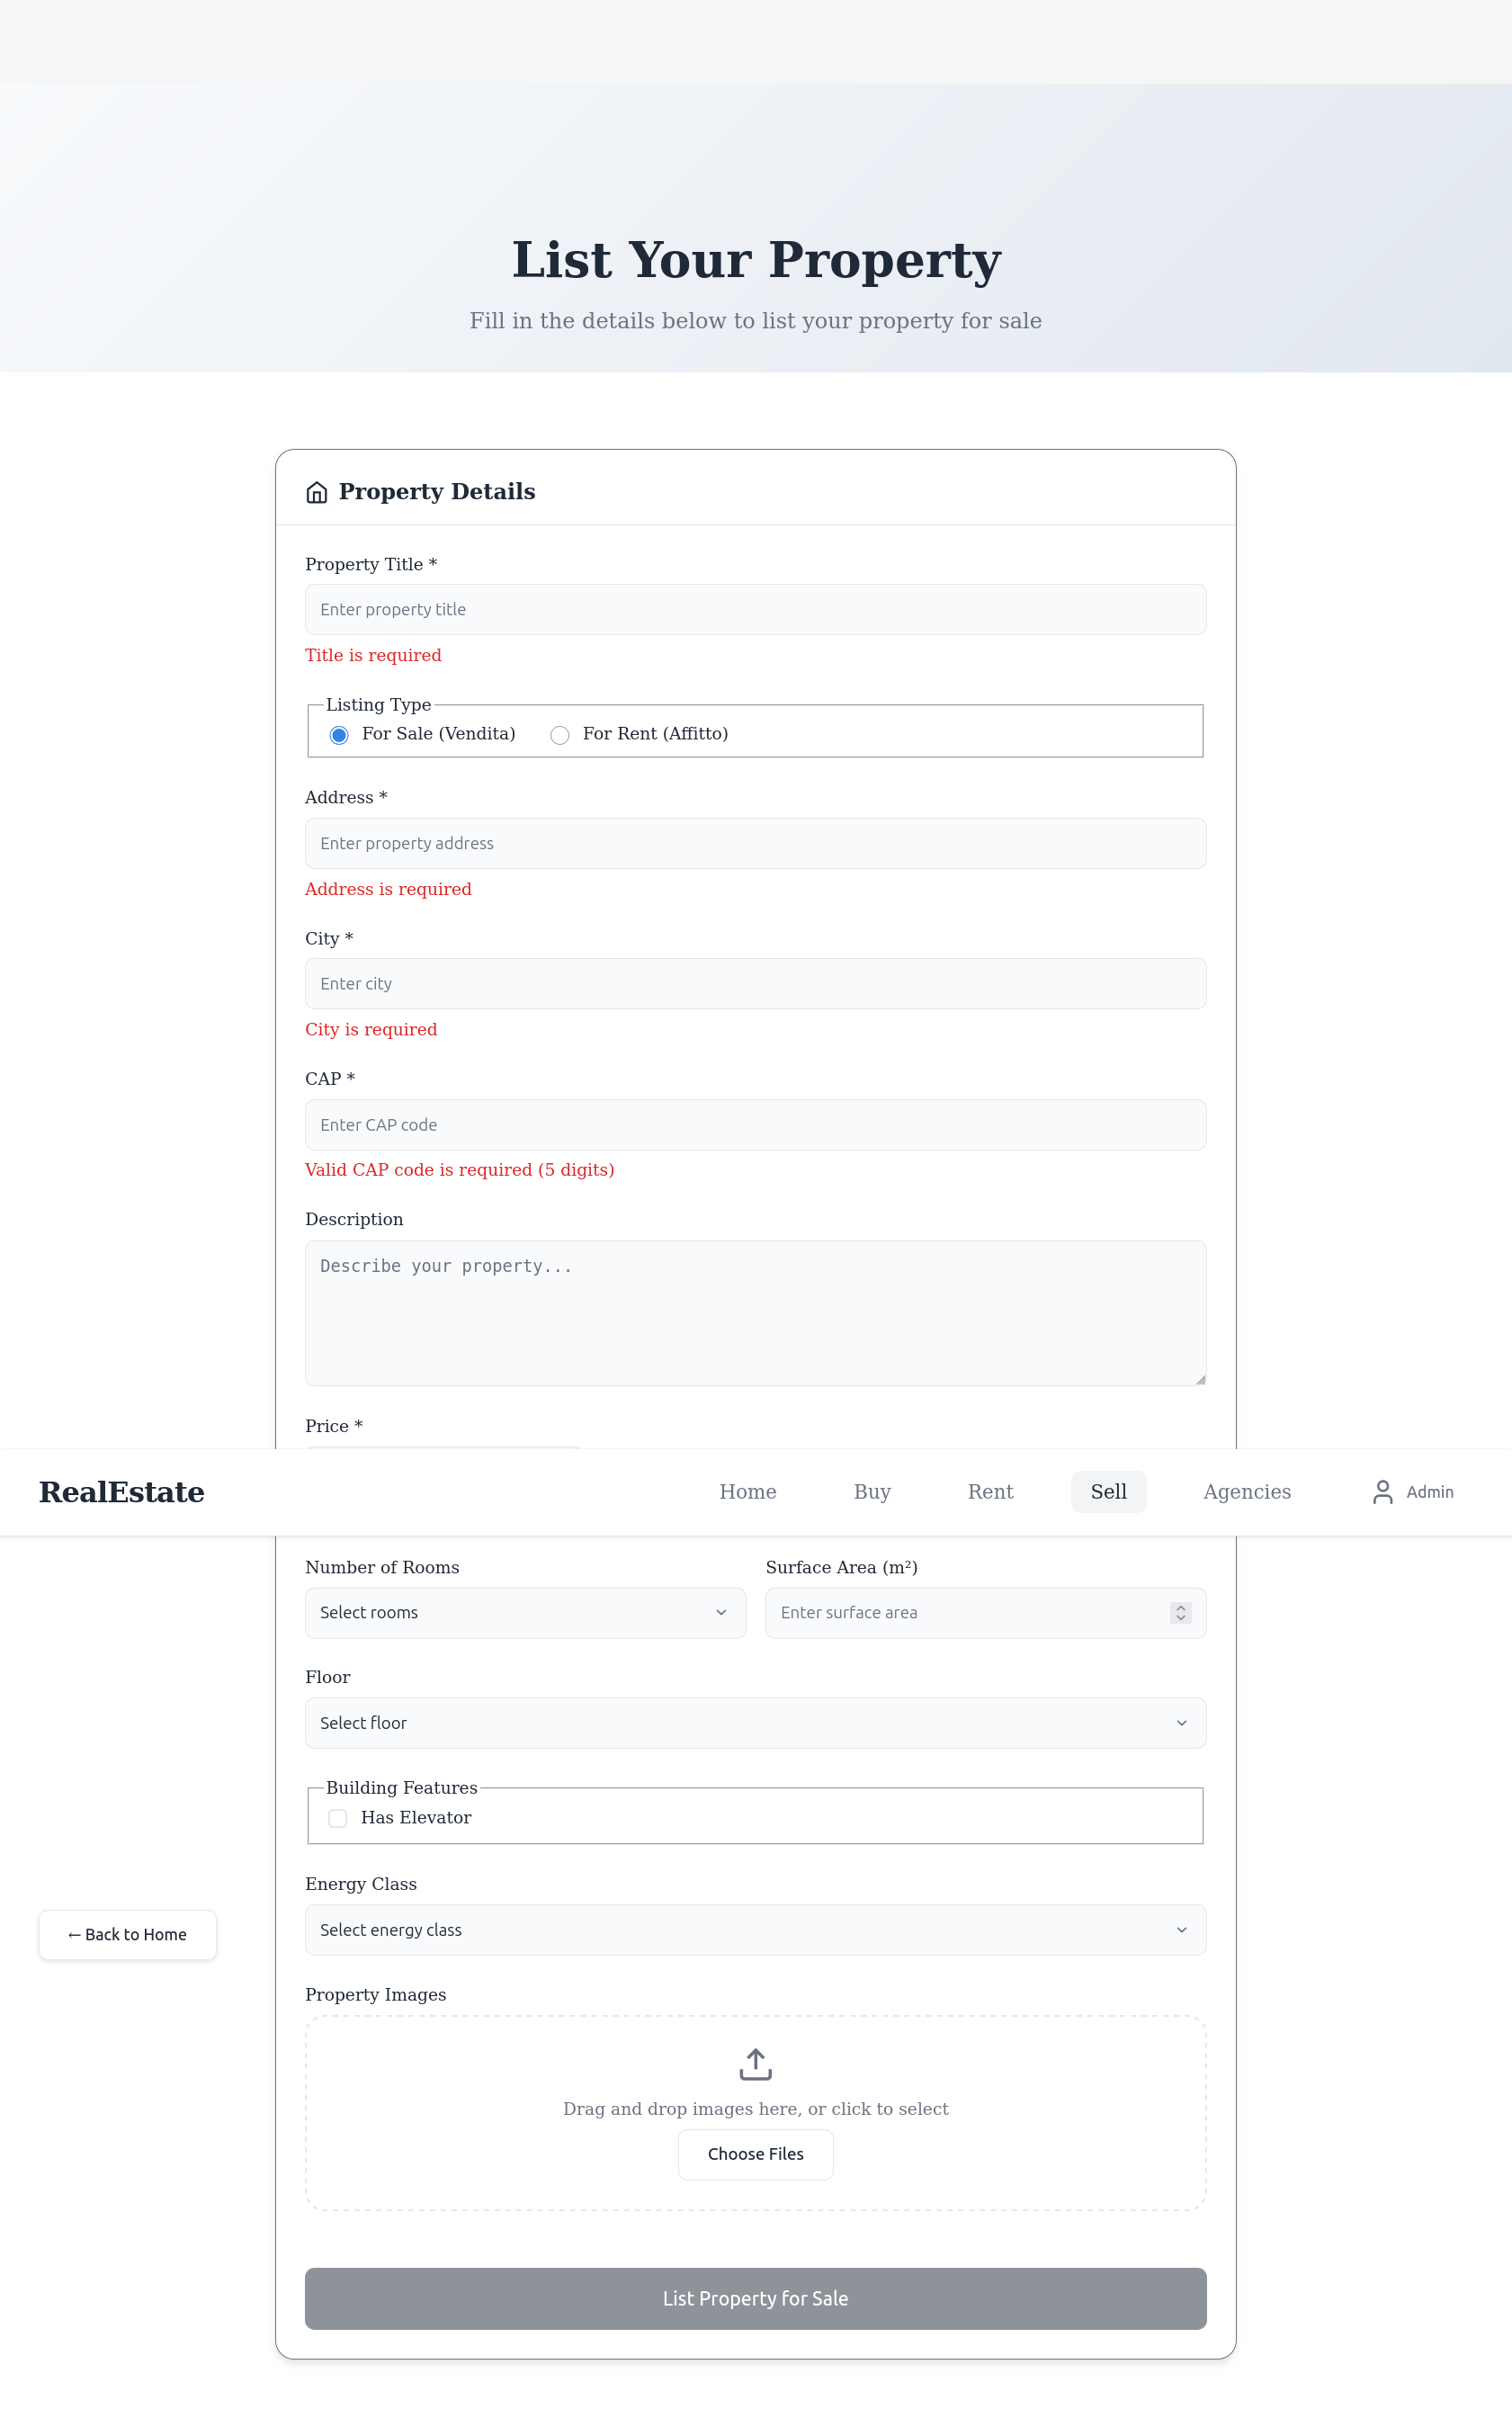 List Your Property
Fill in the details below to list your property for sale
Property Details
Property Title *
Enter property title
Title is required
Listing Type
For Sale (Vendita)
For Rent (Affitto)
Address *
Enter property address
Address is required
City *
Enter city
City is required
CAP *
Enter CAP code
Valid CAP code is required (5 digits)
Description
Describe your property...
Price *
RealEstate
Home
Buy
Rent
Sell
Agencies
Admin
Number of Rooms
Surface Area (m²)
Select rooms
Enter surface area
Floor
Select floor
Building Features
Has Elevator
Energy Class
Select energy class
← Back to Home
Property Images
Drag and drop images here, or click to select
Choose Files
List Property for Sale